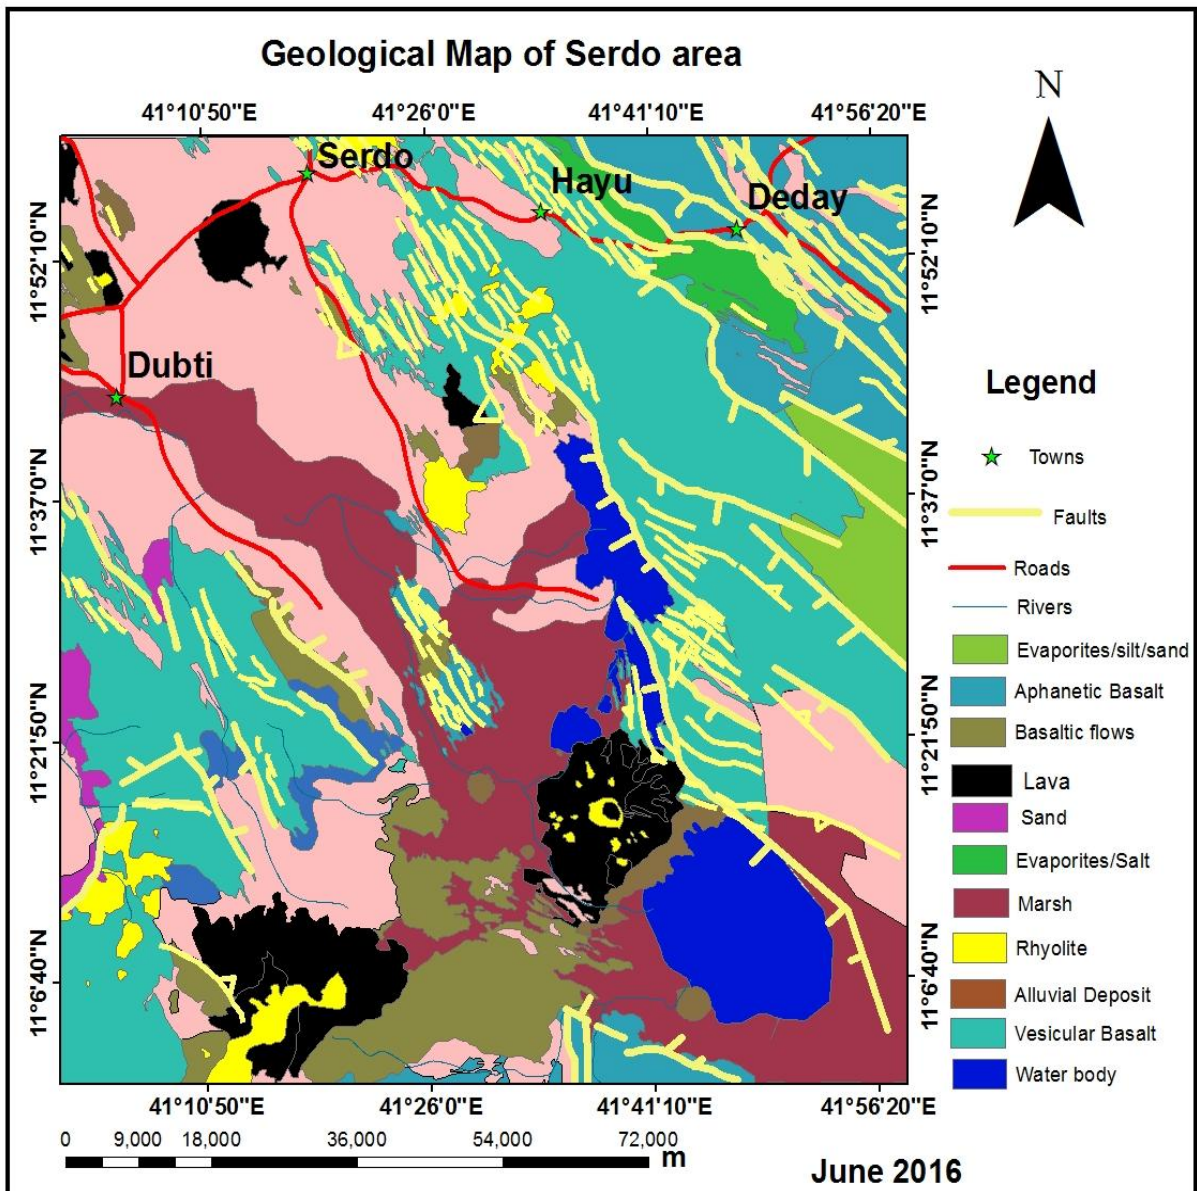 Geological Map of Serdo area
N
41°10'50"E 41°26'0"E 41°41'10"E 41°56'20"E
Serdo
Hayu
Deday
11°52'10"N 11°52'10"N
Dubti
Legend
Towns
11°37'0"N 11°37'0"N
Faults
Roads
Rivers
Evaporites/silt/sand
Aphanetic Basalt
11°21'50"N 11°21'50"N
Basaltic flows
Lava
Sand
Evaporites/Salt
Marsh
Rhyolite
11°6'40"N 11°6'40"N
Alluvial Deposit
Vesicular Basalt
Water body
41°10'50"E 41°26'0"E 41°41'10"E 41°56'20"E
0 9,000 18,000 36,000 54,000 72,000
m
June 2016